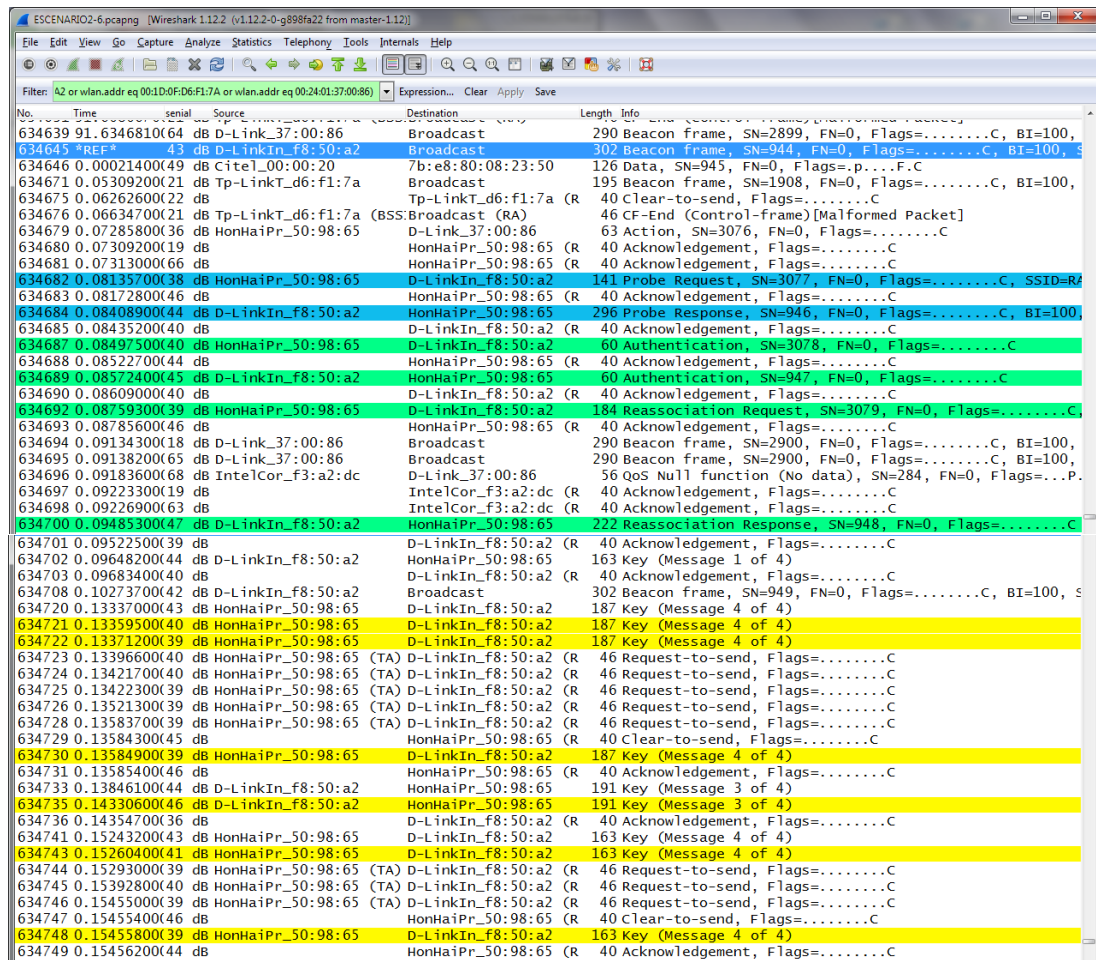 ESCENARIO2-6.pcapng [Wireshark 1.12.2 (v1.12.2-0-g898fa22 from master-1.12)]
File Edit View Go Capture Analyze Statistics Telephony Tools Internals Help
Filter: A2 or wlan.addr eq 00:1D:0F:D6:F1:7A or wlan.addr eq 00:24:01:37:00:86) Expression... Clear Apply Save
No. Time serial Source Destination Length Info
634639 91.6346810(64 dB D-Link_37:00:86 Broadcast 290 Beacon frame, SN=2899, FN=0, Flags=........C, BI=100,
634645 *REF* 43 dB D-LinkIn_f8:50:a2 Broadcast 302 Beacon frame, SN=944, FN=0, Flags=........C, BI=100, S
634646 0.00021400(49 dB Citel_00:00:20 7b:e8:80:08:23:50 126 Data, SN=945, FN=0, Flags=.p....F.C
634671 0.05309200(21 dB Tp-LinkT_d6:f1:7a Broadcast 195 Beacon frame, SN=1908, FN=0, Flags=........C, BI=100,
634675 0.06262600(22 dB Tp-LinkT_d6:f1:7a (R 40 Clear-to-send, Flags=........C
634676 0.06634700(21 dB Tp-LinkT_d6:f1:7a (BSS:Broadcast (RA) 46 CF-End (Control-frame)[Malformed Packet]
634679 0.07285800(36 dB HonHaiPr_50:98:65 D-Link_37:00:86 63 Action, SN=3076, FN=0, Flags=........C
634680 0.07309200(19 dB HonHaiPr_50:98:65 (R 40 Acknowledgement, Flags=........C
634681 0.07313000(66 dB HonHaiPr_50:98:65 (R 40 Acknowledgement, Flags=........C
634682 0.08135700(38 dB HonHaiPr_50:98:65 D-LinkIn_f8:50:a2 141 Probe Request, SN=3077, FN=0, Flags=........C, SSID=RA
634683 0.08172800(46 dB HonHaiPr_50:98:65 (R 40 Acknowledgement, Flags=........C
634684 0.08408900(44 dB D-LinkIn_f8:50:a2 HonHaiPr_50:98:65 296 Probe Response, SN=946, FN=0, Flags=........C, BI=100,
634685 0.08435200(40 dB D-LinkIn_f8:50:a2 (R 40 Acknowledgement, Flags=........C
634687 0.08497500(40 dB HonHaiPr_50:98:65 D-LinkIn_f8:50:a2 60 Authentication, SN=3078, FN=0, Flags=........C
634688 0.08522700(44 dB HonHaiPr_50:98:65 (R 40 Acknowledgement, Flags=........C
634689 0.08572400(45 dB D-LinkIn_f8:50:a2 HonHaiPr_50:98:65 60 Authentication, SN=947, FN=0, Flags=........C
634690 0.08609000(40 dB D-LinkIn_f8:50:a2 (R 40 Acknowledgement, Flags=........C
634692 0.08759300(39 dB HonHaiPr_50:98:65 D-LinkIn_f8:50:a2 184 Reassociation Request, SN=3079, FN=0, Flags=........C,
634693 0.08785600(46 dB HonHaiPr_50:98:65 (R 40 Acknowledgement, Flags=........C
634694 0.09134300(18 dB D-Link_37:00:86 Broadcast 290 Beacon frame, SN=2900, FN=0, Flags=........C, BI=100,
634695 0.09138200(65 dB D-Link_37:00:86 Broadcast 290 Beacon frame, SN=2900, FN=0, Flags=........C, BI=100,
634696 0.09183600(68 dB IntelCor_f3:a2:dc D-Link_37:00:86 56 QoS Null function (No data), SN=284, FN=0, Flags=...P.
634697 0.09223300(19 dB IntelCor_f3:a2:dc (R 40 Acknowledgement, Flags=........C
634698 0.09226900(63 dB IntelCor_f3:a2:dc (R 40 Acknowledgement, Flags=........C
634700 0.09485300(47 dB D-LinkIn_f8:50:a2 HonHaiPr_50:98:65 222 Reassociation Response, SN=948, FN=0, Flags=........C
634701 0.09522500(39 dB D-LinkIn_f8:50:a2 (R 40 Acknowledgement, Flags=........C
634702 0.09648200(44 dB D-LinkIn_f8:50:a2 HonHaiPr_50:98:65 163 Key (Message 1 of 4)
634703 0.09683400(40 dB D-LinkIn_f8:50:a2 (R 40 Acknowledgement, Flags=........C
634708 0.10273700(42 dB D-LinkIn_f8:50:a2 Broadcast 302 Beacon frame, SN=949, FN=0, Flags=........C, BI=100, S
634720 0.13337000(43 dB HonHaiPr_50:98:65 D-LinkIn_f8:50:a2 187 Key (Message 4 of 4)
634721 0.13359500(40 dB HonHaiPr_50:98:65 D-LinkIn_f8:50:a2 187 Key (Message 4 of 4)
634722 0.13371200(39 dB HonHaiPr_50:98:65 D-LinkIn_f8:50:a2 187 Key (Message 4 of 4)
634723 0.13396600(40 dB HonHaiPr_50:98:65 (TA) D-LinkIn_f8:50:a2 (R 46 Request-to-send, Flags=........C
634724 0.13421700(40 dB HonHaiPr_50:98:65 (TA) D-LinkIn_f8:50:a2 (R 46 Request-to-send, Flags=........C
634725 0.13422300(39 dB HonHaiPr_50:98:65 (TA) D-LinkIn_f8:50:a2 (R 46 Request-to-send, Flags=........C
634726 0.13521300(39 dB HonHaiPr_50:98:65 (TA) D-LinkIn_f8:50:a2 (R 46 Request-to-send, Flags=........C
634728 0.13583700(39 dB HonHaiPr_50:98:65 (TA) D-LinkIn_f8:50:a2 (R 46 Request-to-send, Flags=........C
634729 0.13584300(45 dB HonHaiPr_50:98:65 (R 40 Clear-to-send, Flags=........C
634730 0.13584900(39 dB HonHaiPr_50:98:65 D-LinkIn_f8:50:a2 187 Key (Message 4 of 4)
634731 0.13585400(46 dB HonHaiPr_50:98:65 (R 40 Acknowledgement, Flags=........C
634733 0.13846100(44 dB D-LinkIn_f8:50:a2 HonHaiPr_50:98:65 191 Key (Message 3 of 4)
634735 0.14330600(46 dB D-LinkIn_f8:50:a2 HonHaiPr_50:98:65 191 Key (Message 3 of 4)
634736 0.14354700(36 dB D-LinkIn_f8:50:a2 (R 40 Acknowledgement, Flags=........C
634741 0.15243200(43 dB HonHaiPr_50:98:65 D-LinkIn_f8:50:a2 163 Key (Message 4 of 4)
634743 0.15260400(41 dB HonHaiPr_50:98:65 D-LinkIn_f8:50:a2 163 Key (Message 4 of 4)
634744 0.15293000(39 dB HonHaiPr_50:98:65 (TA) D-LinkIn_f8:50:a2 (R 46 Request-to-send, Flags=........C
634745 0.15392800(40 dB HonHaiPr_50:98:65 (TA) D-LinkIn_f8:50:a2 (R 46 Request-to-send, Flags=........C
634746 0.15455000(39 dB HonHaiPr_50:98:65 (TA) D-LinkIn_f8:50:a2 (R 46 Request-to-send, Flags=........C
634747 0.15455400(46 dB HonHaiPr_50:98:65 (R 40 Clear-to-send, Flags=........C
634748 0.15455800(39 dB HonHaiPr_50:98:65 D-LinkIn_f8:50:a2 163 Key (Message 4 of 4)
634749 0.15456200(44 dB HonHaiPr_50:98:65 (R 40 Acknowledgement, Flags=........C